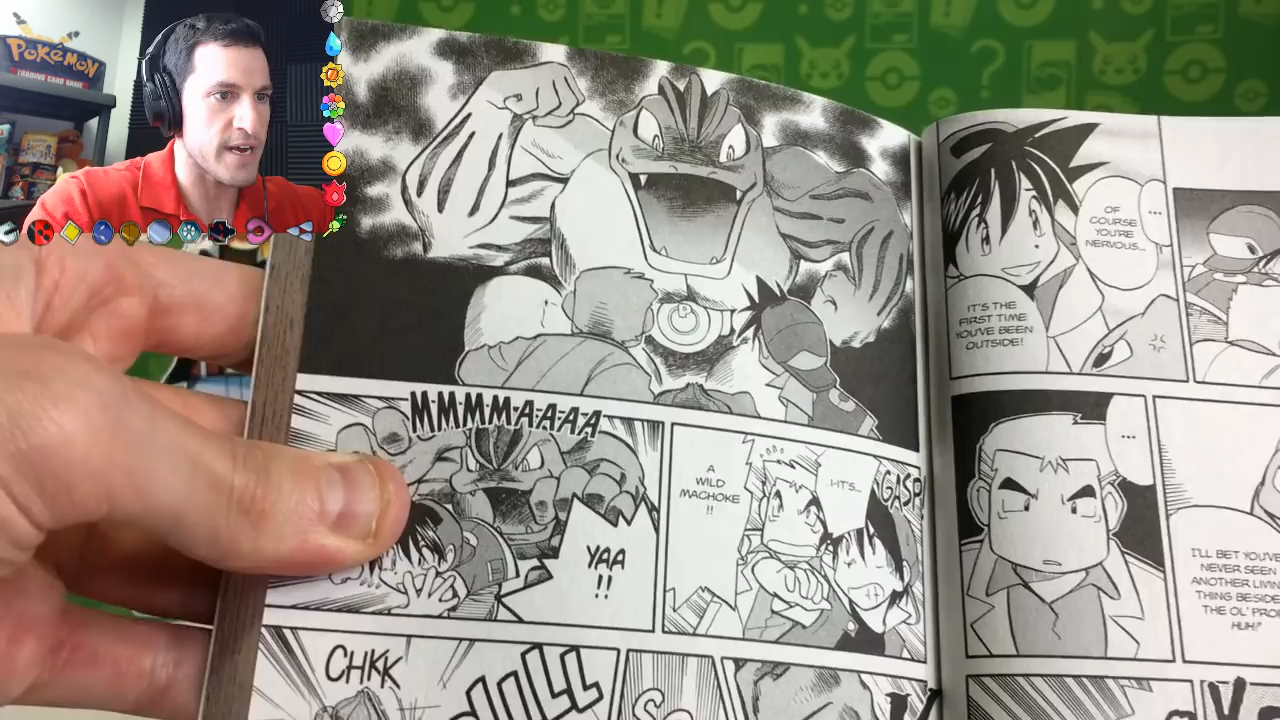 POKéMON
TRADING CARD GAME
MMMMAAAA
YAA
!!
A
WILD
MACHOKE
!!
I-IT'S...
GASP
CHKK
...
OF
COURSE
YOU'RE
NERVOUS...
IT'S THE
FIRST TIME
YOU'VE BEEN
OUTSIDE!
...
I'LL BET YOU'VE
NEVER SEEN
ANOTHER LIVIN
THING BESIDE
THE OL' PRO
HUH?